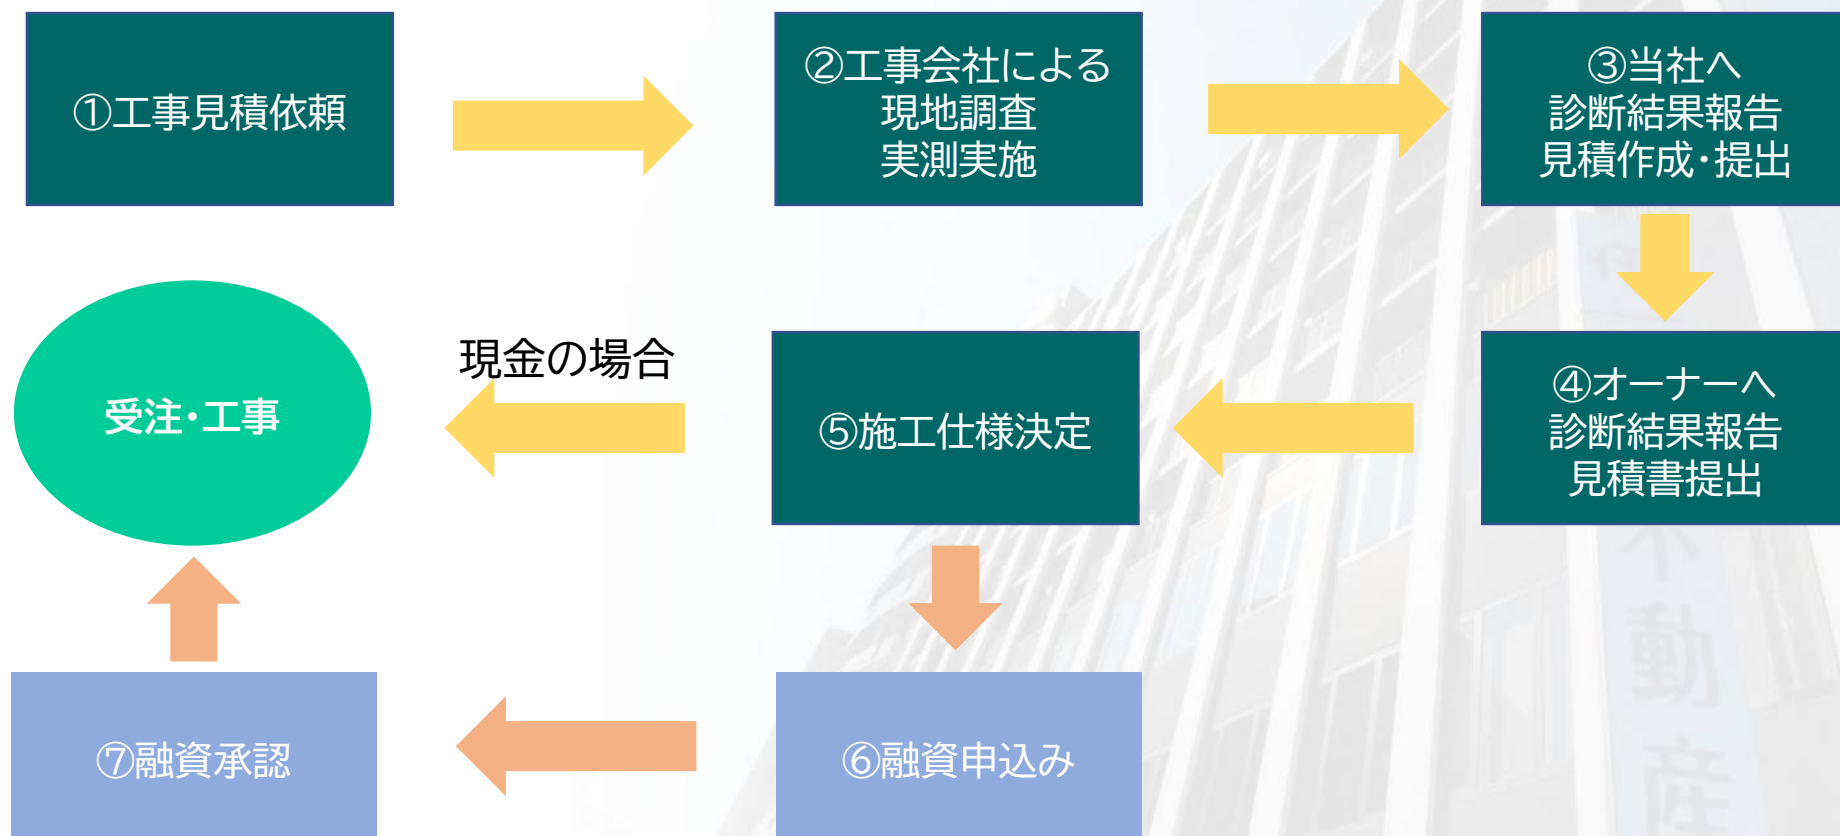 ①工事見積依頼
②工事会社による
現地調査
実測実施
③当社へ
診断結果報告
見積作成・提出
④オーナーへ
診断結果報告
見積書提出
⑤施工仕様決定
現金の場合
受注・工事
⑥融資申込み
⑦融資承認
不
動
産